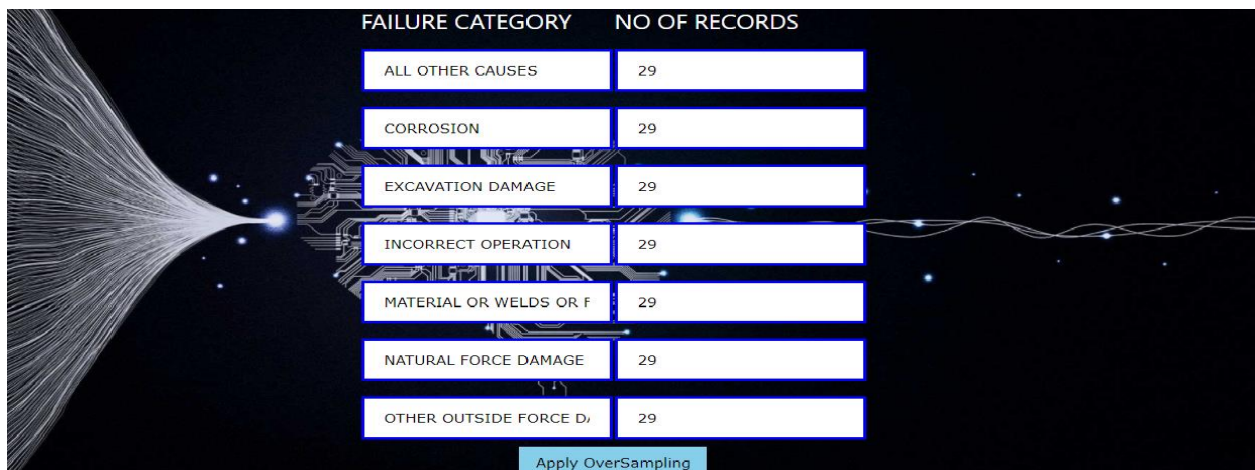 FAILURE CATEGORY NO OF RECORDS
ALL OTHER CAUSES 29
CORROSION 29
EXCAVATION DAMAGE 29
INCORRECT OPERATION 29
MATERIAL OR WELDS OR F 29
NATURAL FORCE DAMAGE 29
OTHER OUTSIDE FORCE DA 29
Apply OverSampling